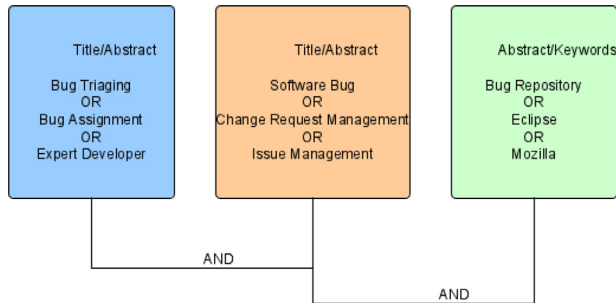 Title/Abstract
Bug Triaging
OR
Bug Assignment
OR
Expert Developer
Title/Abstract
Software Bug
OR
Change Request Management
OR
Issue Management
Abstract/Keywords
Bug Repository
OR
Eclipse
OR
Mozilla
AND
AND